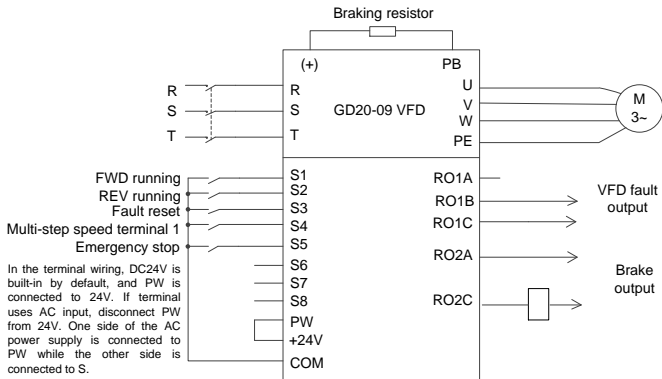 Braking resistor
(+)
PB
R
S
T
R
S
T
GD20-09 VFD
U
V
W
PE
M
3~
FWD running
REV running
Fault reset
Multi-step speed terminal 1
Emergency stop
S1
S2
S3
S4
S5
S6
S7
S8
PW
+24V
COM
RO1A
RO1B
RO1C
RO2A
RO2C
VFD fault
output
Brake
output
In the terminal wiring, DC24V is
built-in by default, and PW is
connected to 24V. If terminal
uses AC input, disconnect PW
from 24V. One side of the AC
power supply is connected to
PW while the other side is
connected to S.